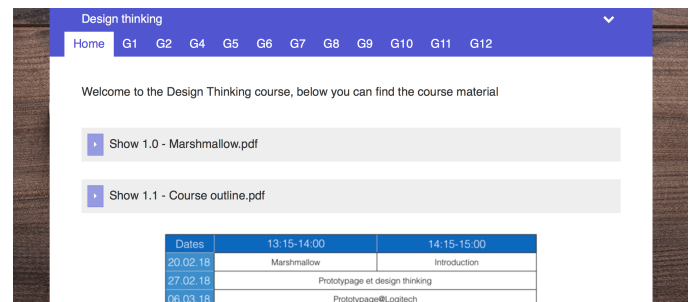 Design thinking
Home G1 G2 G4 G5 G6 G7 G8 G9 G10 G11 G12
Welcome to the Design Thinking course, below you can find the course material
Show 1.0 - Marshmallow.pdf
Show 1.1 - Course outline.pdf
Dates 13:15-14:00 14:15-15:00
20.02.18 Marshmallow Introduction
27.02.18 Prototypage et design thinking
06.03.18 Prototypage@Logitech